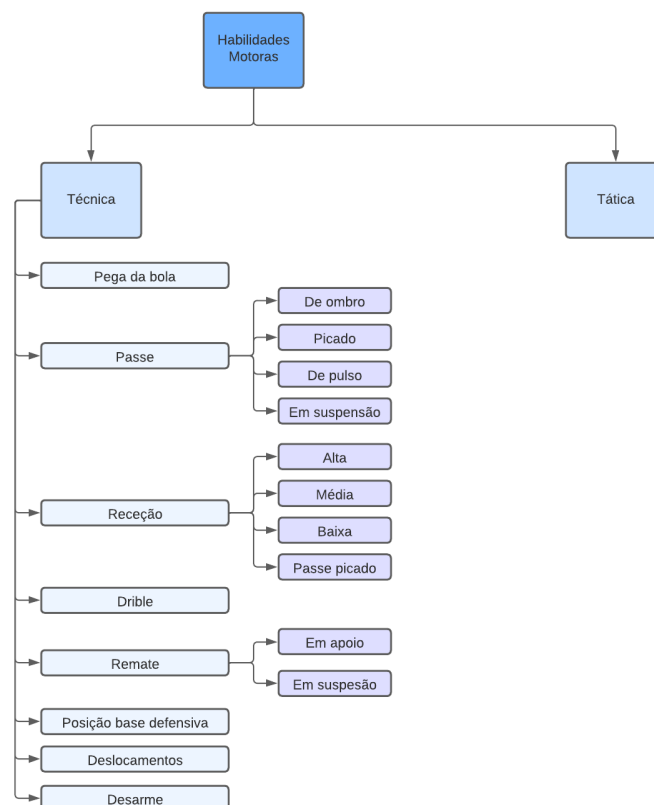 Habilidades
Motoras
Técnica
Tática
Pega da bola
Passe
De ombro
Picado
De pulso
Em suspensão
Receção
Alta
Média
Baixa
Passe picado
Drible
Remate
Em apoio
Em suspesão
Posição base defensiva
Deslocamentos
Desarme